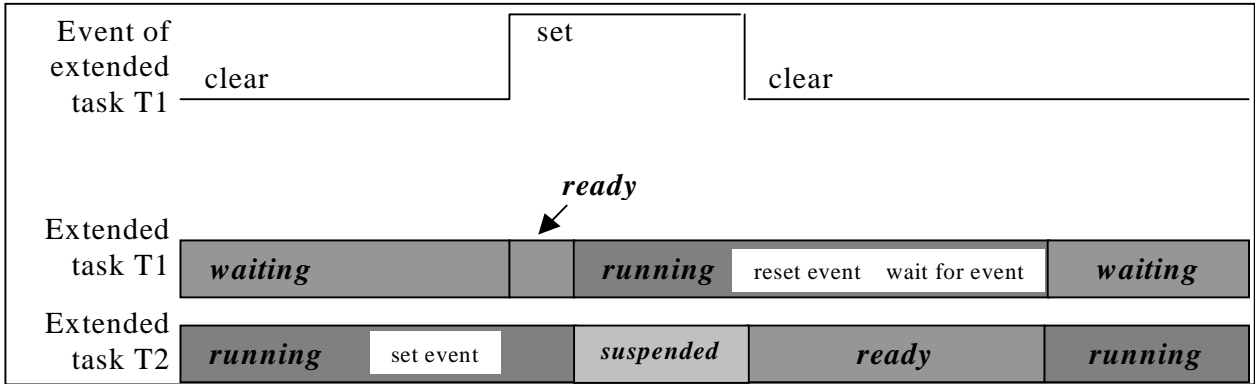 Event of
extended
task T1
clear
set
clear
ready
Extended
task T1
waiting
running
reset event wait for event
waiting
Extended
task T2
running
set event
suspended
ready
running